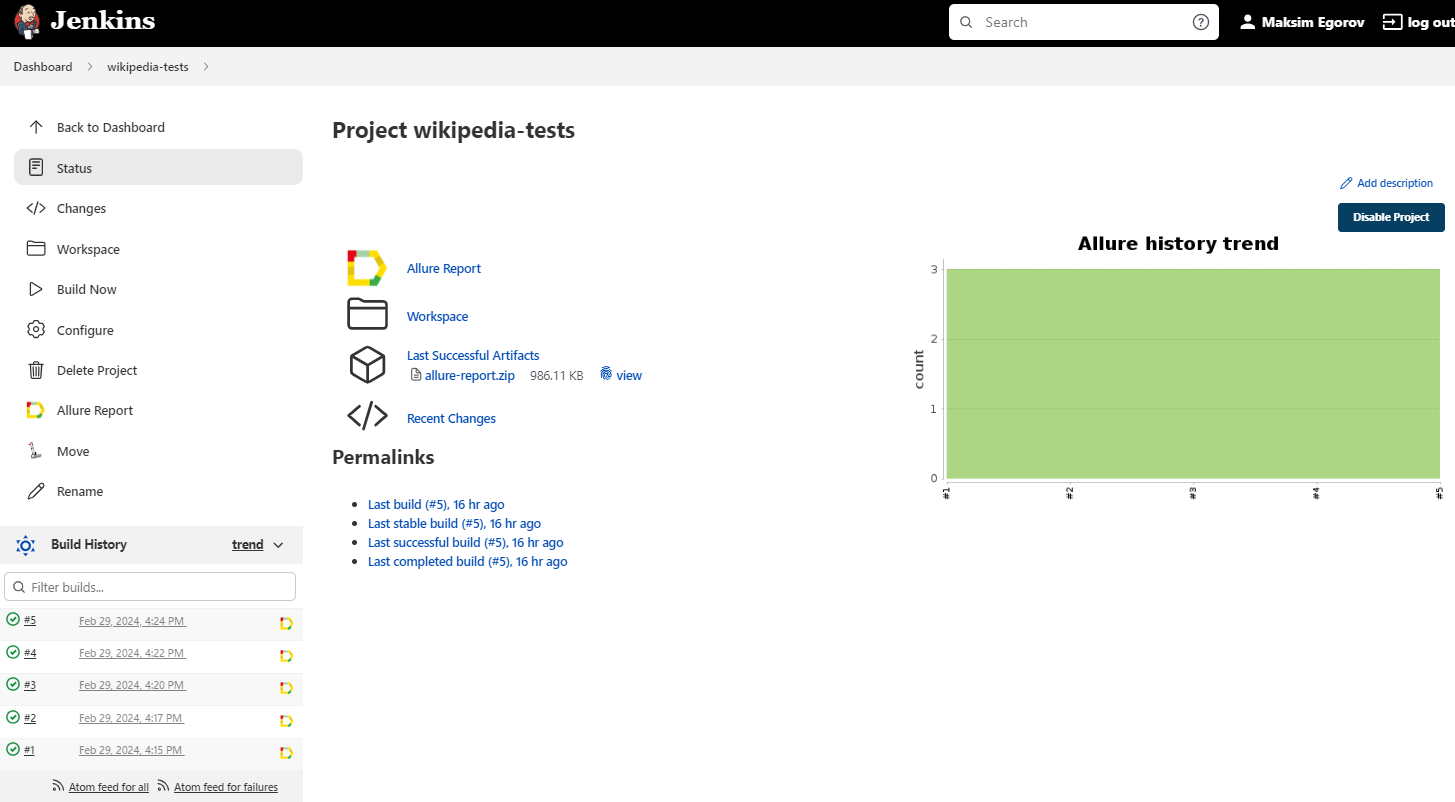 Jenkins
Search
Maksim Egorov
log out
Dashboard
wikipedia-tests
Back to Dashboard
Status
Changes
Workspace
Build Now
Configure
Delete Project
Allure Report
Move
Rename
Build History
trend
Filter builds...
#5 Feb 29, 2024, 4:24 PM
#4 Feb 29, 2024, 4:22 PM
#3 Feb 29, 2024, 4:20 PM
#2 Feb 29, 2024, 4:17 PM
#1 Feb 29, 2024, 4:15 PM
Atom feed for all Atom feed for failures
Project wikipedia-tests
Add description
Disable Project
Allure Report
Workspace
Last Successful Artifacts
allure-report.zip 986.11 KB view
Recent Changes
Permalinks
Last build (#5), 16 hr ago
Last stable build (#5), 16 hr ago
Last successful build (#5), 16 hr ago
Last completed build (#5), 16 hr ago
Allure history trend
count
3
2
1
0
#1 #2 #3 #4 #5